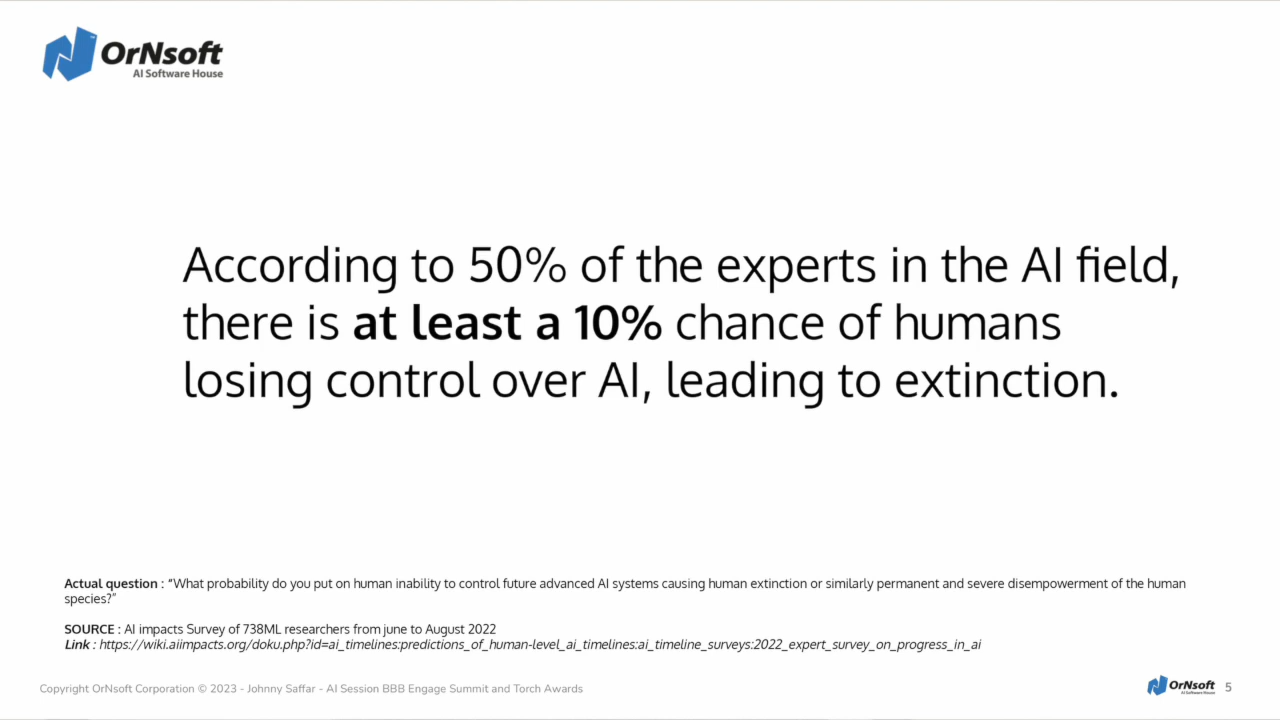 OrNsoft
AI Software House
According to 50% of the experts in the AI field,
there is at least a 10% chance of humans
losing control over AI, leading to extinction.
Actual question : “What probability do you put on human inability to control future advanced AI systems causing human extinction or similarly permanent and severe disempowerment of the human
species?”
SOURCE : AI impacts Survey of 738ML researchers from june to August 2022
Link : https://wiki.aiimpacts.org/doku.php?id=ai_timelines:predictions_of_human-level_ai_timelines:ai_timeline_surveys:2022_expert_survey_on_progress_in_ai
Copyright OrNsoft Corporation © 2023 - Johnny Saffar - AI Session BBB Engage Summit and Torch Awards
OrNsoft
AI Software House
5